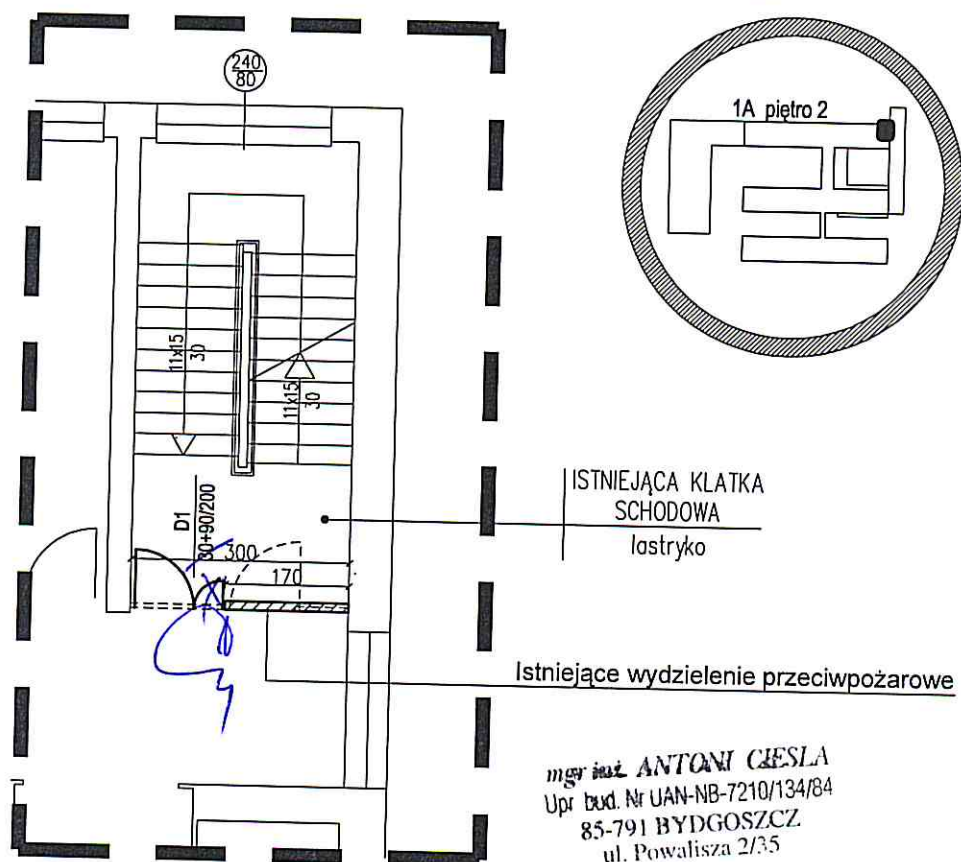 240
80
1A piętro 2
11x15
30
11x15
30
ISTNIEJĄCA KLATKA
SCHODOWA
lastryko
D1
30+90/200
300
170
Istniejące wydzielenie przeciwpożarowe
mgr inż. ANTONI CIEŚLA
Upr bud. Nr UAN-NB-7210/134/84
85-791 BYDGOSZCZ
ul. Powalisza 2/35